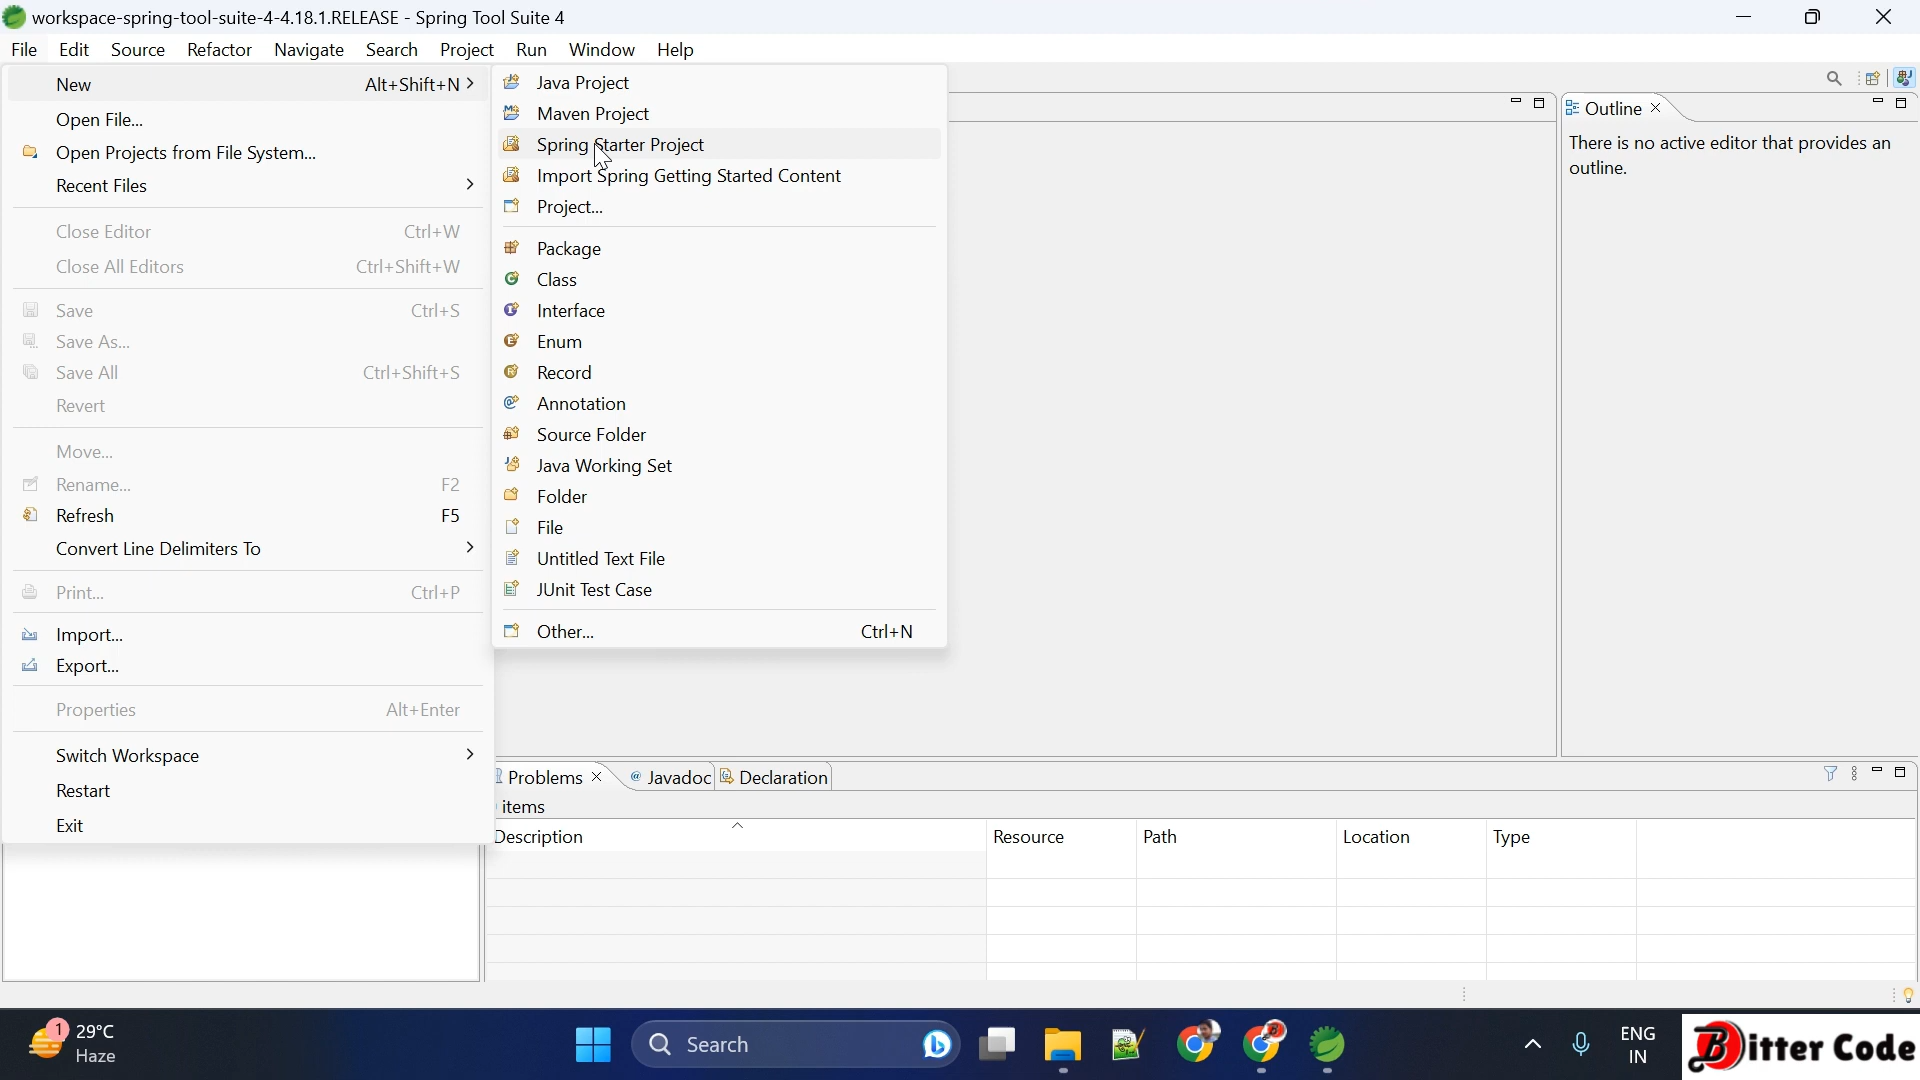 workspace-spring-tool-suite-4-4.18.1.RELEASE - Spring Tool Suite 4
File Edit Source Refactor Navigate Search Project Run Window Help
New Alt+Shift+N
Open File...
Open Projects from File System...
Recent Files
Close Editor Ctrl+W
Close All Editors Ctrl+Shift+W
Save Ctrl+S
Save As...
Save All Ctrl+Shift+S
Revert
Move...
Rename... F2
Refresh F5
Convert Line Delimiters To
Print... Ctrl+P
Import...
Export...
Properties Alt+Enter
Switch Workspace
Restart
Exit
Java Project
Maven Project
Spring Starter Project
Import Spring Getting Started Content
Project...
Package
Class
Interface
Enum
Record
Annotation
Source Folder
Java Working Set
Folder
File
Untitled Text File
JUnit Test Case
Other... Ctrl+N
Outline
There is no active editor that provides an
outline.
Problems Javadoc Declaration
items
Description Resource Path Location Type
1 29°C
Haze
Search
ENG
IN
Bitter Code